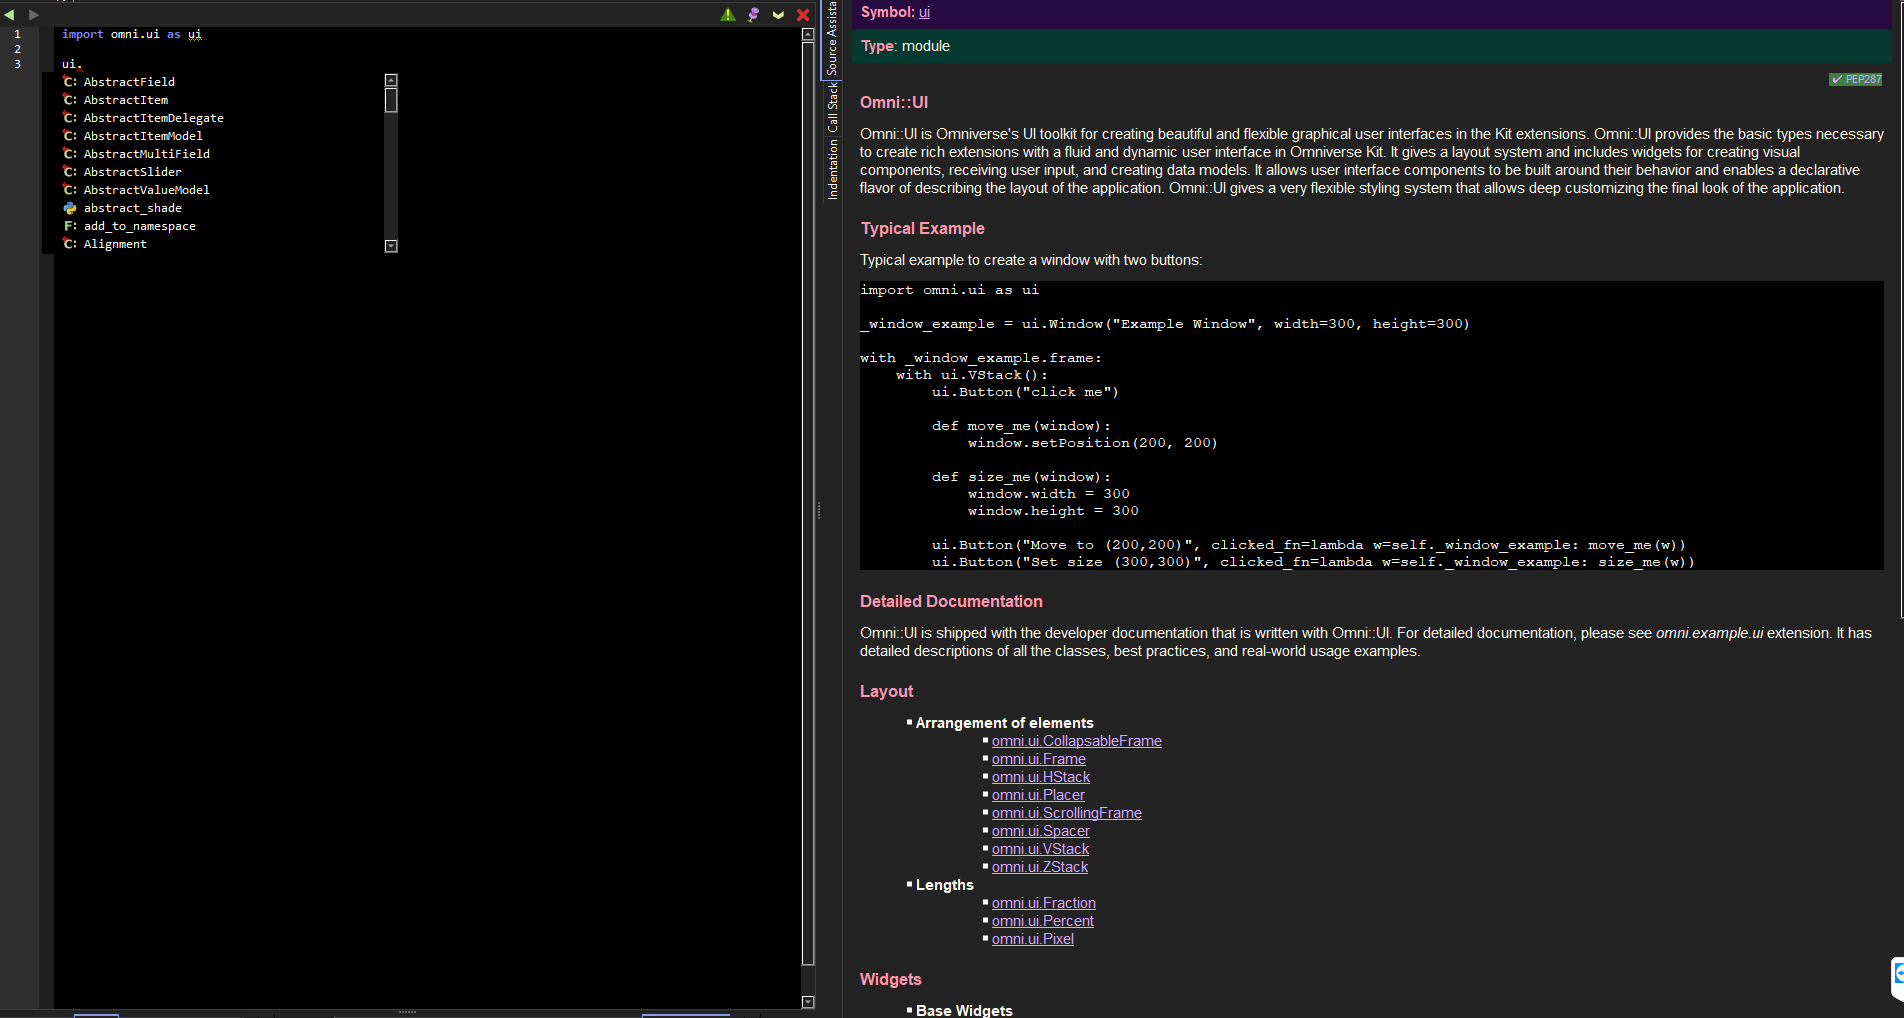 1 import omni.ui as ui
2
3 ui.
C: AbstractField
C: AbstractItem
C: AbstractItemDelegate
C: AbstractItemModel
C: AbstractMultiField
C: AbstractSlider
C: AbstractValueModel
abstract_shade
F: add_to_namespace
C: Alignment
Source Assista
Call Stack
Indentation
Symbol: ui
Type: module
✔ PEP287
Omni::UI
Omni::UI is Omniverse's UI toolkit for creating beautiful and flexible graphical user interfaces in the Kit extensions. Omni::UI provides the basic types necessary
to create rich extensions with a fluid and dynamic user interface in Omniverse Kit. It gives a layout system and includes widgets for creating visual
components, receiving user input, and creating data models. It allows user interface components to be built around their behavior and enables a declarative
flavor of describing the layout of the application. Omni::UI gives a very flexible styling system that allows deep customizing the final look of the application.
Typical Example
Typical example to create a window with two buttons:
import omni.ui as ui
_window_example = ui.Window("Example Window", width=300, height=300)
with _window_example.frame:
with ui.VStack():
ui.Button("click me")
def move_me(window):
window.setPosition(200, 200)
def size_me(window):
window.width = 300
window.height = 300
ui.Button("Move to (200,200)", clicked_fn=lambda w=self._window_example: move_me(w))
ui.Button("Set size (300,300)", clicked_fn=lambda w=self._window_example: size_me(w))
Detailed Documentation
Omni::UI is shipped with the developer documentation that is written with Omni::UI. For detailed documentation, please see omni.example.ui extension. It has
detailed descriptions of all the classes, best practices, and real-world usage examples.
Layout
▪ Arrangement of elements
▪ omni.ui.CollapsableFrame
▪ omni.ui.Frame
▪ omni.ui.HStack
▪ omni.ui.Placer
▪ omni.ui.ScrollingFrame
▪ omni.ui.Spacer
▪ omni.ui.VStack
▪ omni.ui.ZStack
▪ Lengths
▪ omni.ui.Fraction
▪ omni.ui.Percent
▪ omni.ui.Pixel
Widgets
▪ Base Widgets